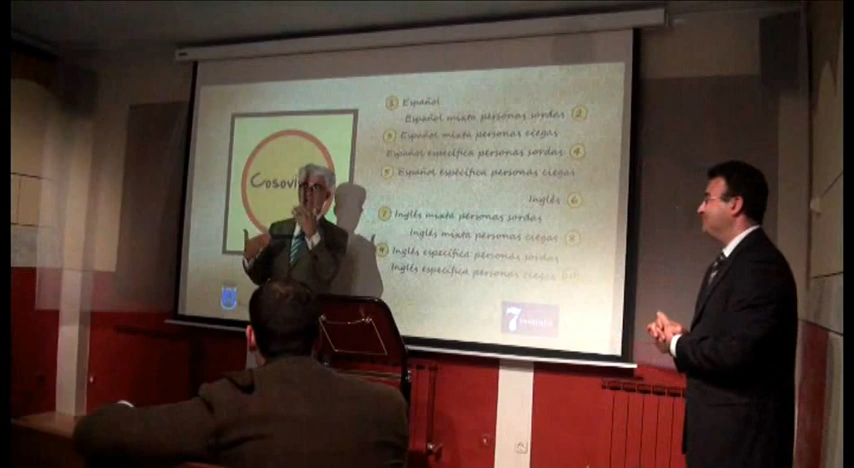 Cosovi
1 Español
Español mixta personas sordas 2
3 Español mixta personas ciegas
Español específica personas sordas 4
5 Español específica personas ciegas
Inglés 6
7 Inglés mixta personas sordas
Inglés mixta personas ciegas 8
9 Inglés específica personas sordas
Inglés específica personas ciegas 10
7